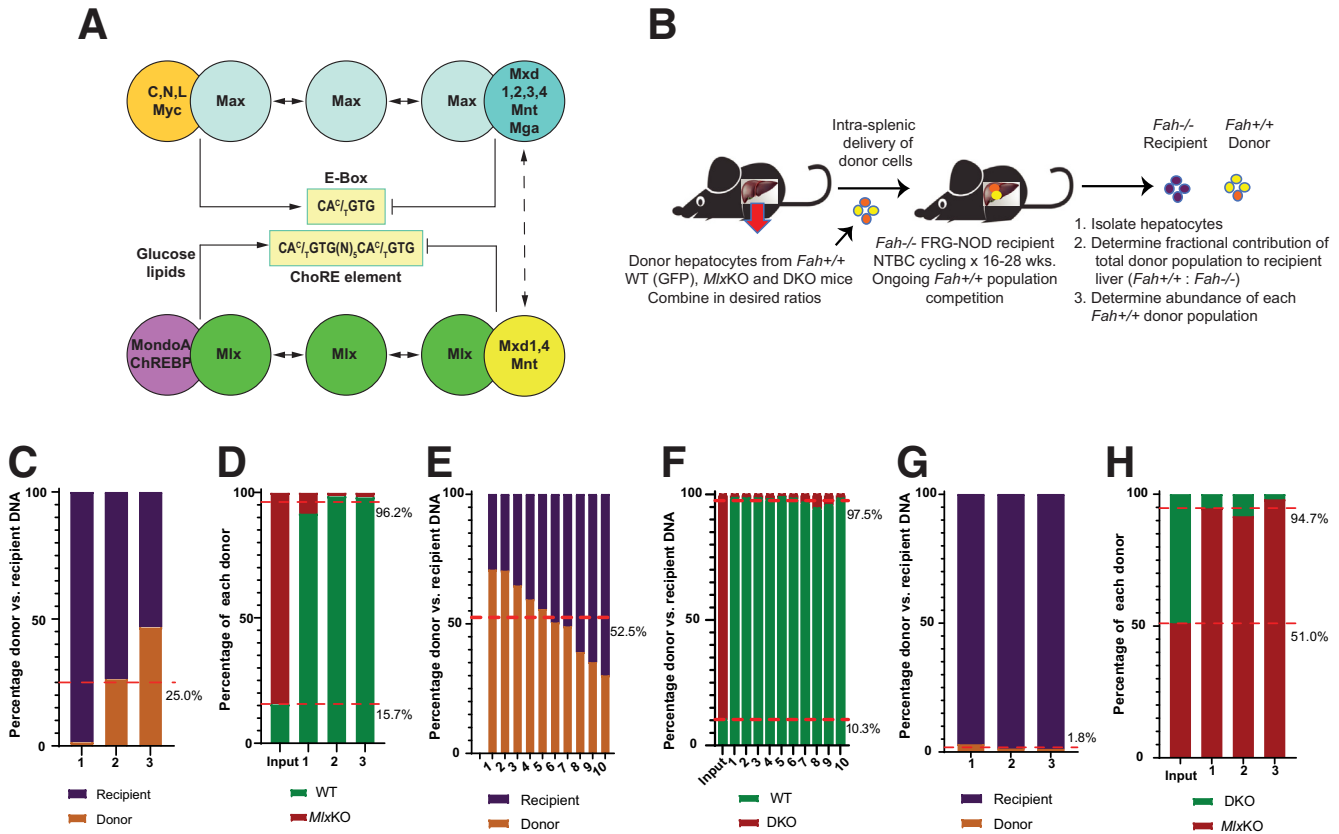 A
C,N,L
Myc
Max
Max
Max
Mxd
1,2,3,4
Mnt
Mga
E-Box
CAC/TGTG
Glucose
lipids
CAC/TGTG(N)5CAC/TGTG
ChoRE element
MondoA
ChREBP
Mlx
Mlx
Mlx
Mxd1,4
Mnt
B
Intra-splenic
delivery of
donor cells
Fah-/-
Recipient
Fah+/+
Donor
Donor hepatocytes from Fah+/+
WT (GFP), MlxKO and DKO mice
Combine in desired ratios
Fah-/- FRG-NOD recipient
NTBC cycling x 16-28 wks.
Ongoing Fah+/+ population
competition
1. Isolate hepatocytes
2. Determine fractional contribution of
total donor population to recipient
liver (Fah+/+ : Fah-/-)
3. Determine abundance of each
Fah+/+ donor population
C
Percentage donor vs. recipient DNA
100
50
0
25.0%
1 2 3
Recipient
Donor
D
Percentage of each donor
100
50
0
96.2%
15.7%
Input 1 2 3
WT
MlxKO
E
Percentage donor vs. recipient DNA
100
50
0
52.5%
1 2 3 4 5 6 7 8 9 10
Recipient
Donor
F
Percentage donor vs. recipient DNA
100
50
0
97.5%
10.3%
Input 1 2 3 4 5 6 7 8 9 10
WT
DKO
G
Percentage donor vs. recipient DNA
100
50
0
1.8%
1 2 3
Recipient
Donor
H
Percentage of each donor
100
50
0
94.7%
51.0%
Input 1 2 3
DKO
MlxKO